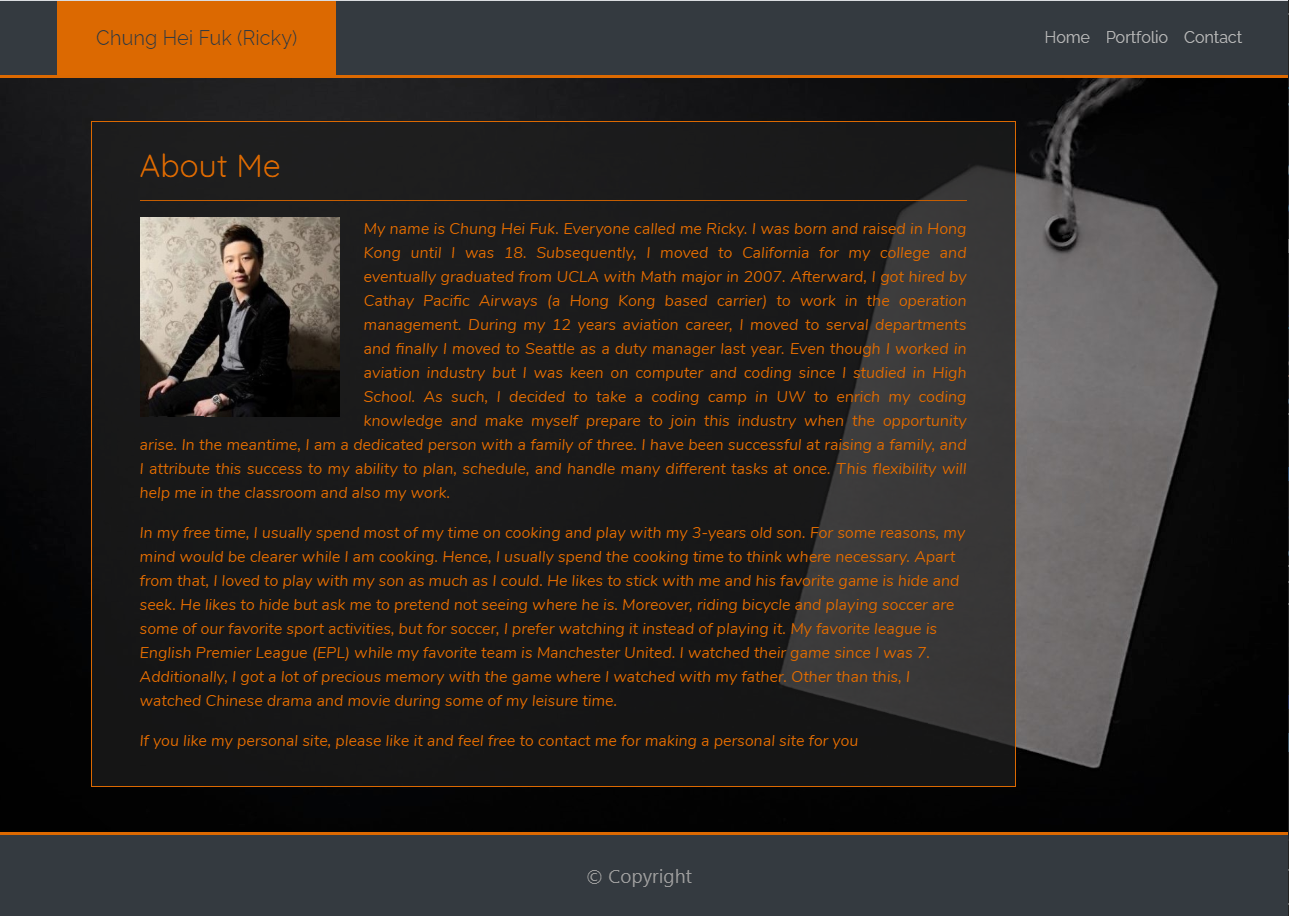 Chung Hei Fuk (Ricky)
Home Portfolio Contact
About Me
My name is Chung Hei Fuk. Everyone called me Ricky. I was born and raised in Hong
Kong until I was 18. Subsequently, I moved to California for my college and
eventually graduated from UCLA with Math major in 2007. Afterward, I got hired by
Cathay Pacific Airways (a Hong Kong based carrier) to work in the operation
management. During my 12 years aviation career, I moved to serval departments
and finally I moved to Seattle as a duty manager last year. Even though I worked in
aviation industry but I was keen on computer and coding since I studied in High
School. As such, I decided to take a coding camp in UW to enrich my coding
knowledge and make myself prepare to join this industry when the opportunity
arise. In the meantime, I am a dedicated person with a family of three. I have been successful at raising a family, and
I attribute this success to my ability to plan, schedule, and handle many different tasks at once. This flexibility will
help me in the classroom and also my work.
In my free time, I usually spend most of my time on cooking and play with my 3-years old son. For some reasons, my
mind would be clearer while I am cooking. Hence, I usually spend the cooking time to think where necessary. Apart
from that, I loved to play with my son as much as I could. He likes to stick with me and his favorite game is hide and
seek. He likes to hide but ask me to pretend not seeing where he is. Moreover, riding bicycle and playing soccer are
some of our favorite sport activities, but for soccer, I prefer watching it instead of playing it. My favorite league is
English Premier League (EPL) while my favorite team is Manchester United. I watched their game since I was 7.
Additionally, I got a lot of precious memory with the game where I watched with my father. Other than this, I
watched Chinese drama and movie during some of my leisure time.
If you like my personal site, please like it and feel free to contact me for making a personal site for you
© Copyright